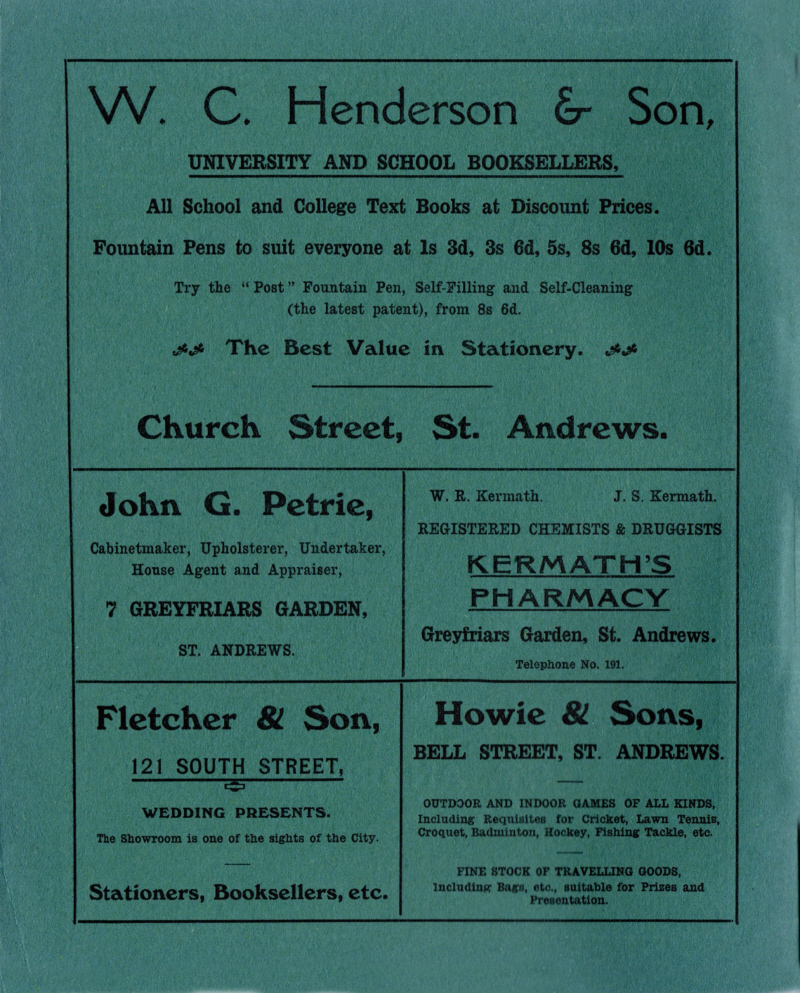 W. C. Henderson & Son,
UNIVERSITY AND SCHOOL BOOKSELLERS,
All School and College Text Books at Discount Prices.
Fountain Pens to suit everyone at 1s 3d, 3s 6d, 5s, 8s 6d, 10s 6d.
Try the "Post" Fountain Pen, Self-Filling and Self-Cleaning
(the latest patent), from 8s 6d.
The Best Value in Stationery.
Church Street, St. Andrews.
John G. Petrie,
Cabinetmaker, Upholsterer, Undertaker,
House Agent and Appraiser,
7 GREYFRIARS GARDEN,
ST. ANDREWS.
W. R. Kermath. J. S. Kermath.
REGISTERED CHEMISTS & DRUGGISTS
KERMATH'S
PHARMACY
Greyfriars Garden, St. Andrews.
Telephone No. 191.
Fletcher & Son,
121 SOUTH STREET,
WEDDING PRESENTS.
The Showroom is one of the sights of the City.
Stationers, Booksellers, etc.
Howie & Sons,
BELL STREET, ST. ANDREWS.
OUTDOOR AND INDOOR GAMES OF ALL KINDS,
Including Requisites for Cricket, Lawn Tennis,
Croquet, Badminton, Hockey, Fishing Tackle, etc.
FINE STOCK OF TRAVELLING GOODS,
Including Bags, etc., suitable for Prizes and
Presentation.